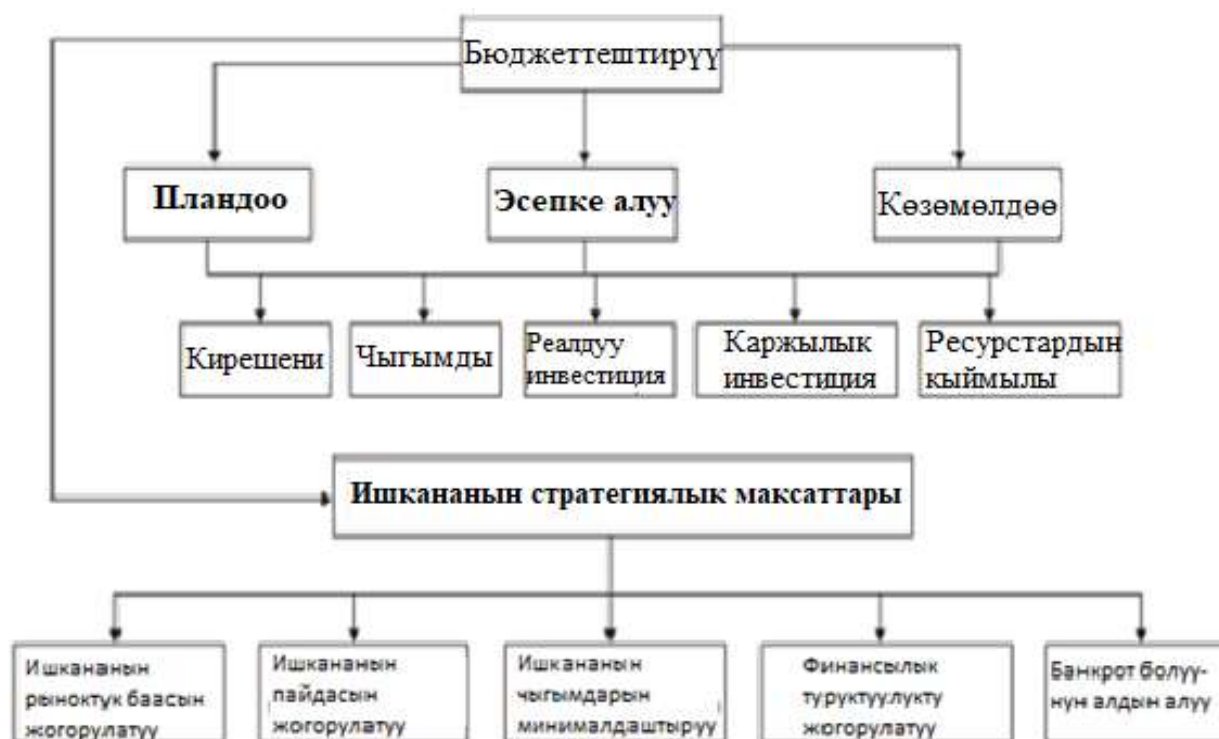 Бюджеттештирүү
Пландоо
Эсепке алуу
Көзөмөлдөө
Кирешени
Чыгымды
Реалдуу
инвестиция
Каржылык
инвестиция
Ресурстардын
кыймылы
Ишкананын стратегиялык максаттары
Ишкананын
рыноктук баасын
жогорулатуу
Ишкананын
пайдасын
жогорулатуу
Ишкананын
чыгымдарын
минималдаштыруу
Финансылык
туруктуулукту
жогорулатуу
Банкрот болуу-
нун алдын алуу